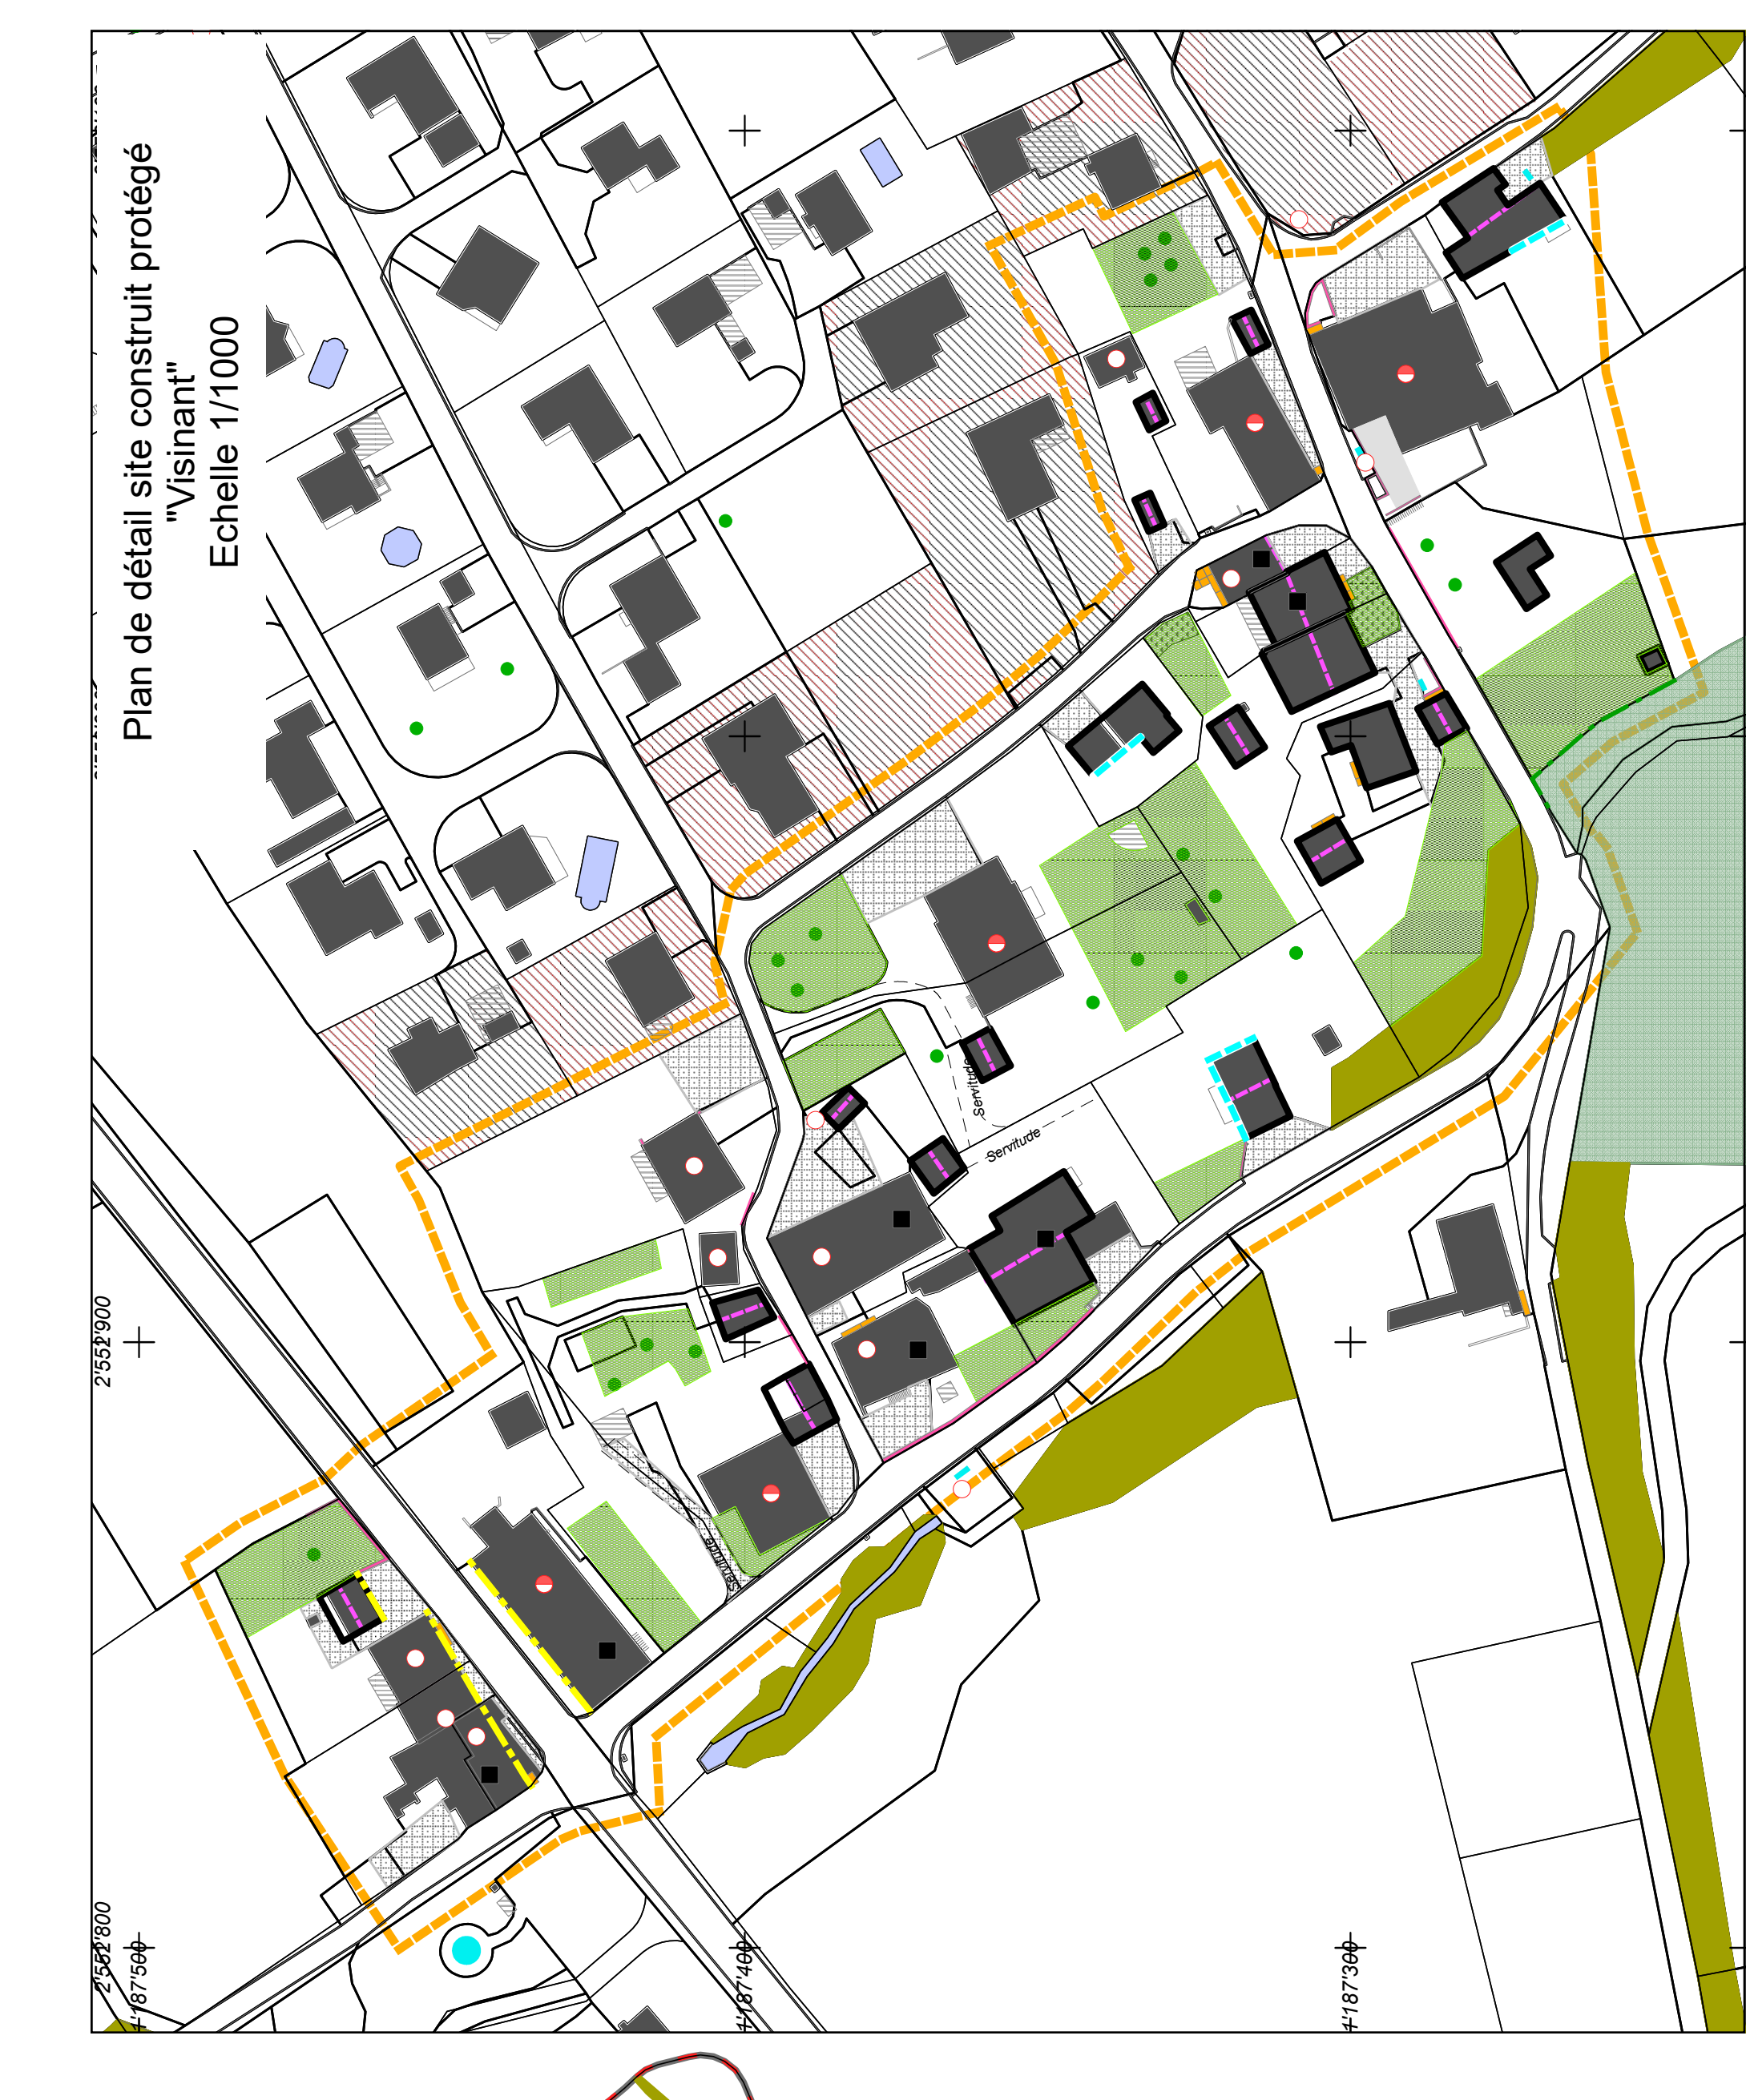 Plan de détail site construit protégé
"Visinant"
Echelle 1/1000
Servitude
Servitude
Servitude
2'552'900
2'552'800
1'187'500
1'187'400
1'187'300